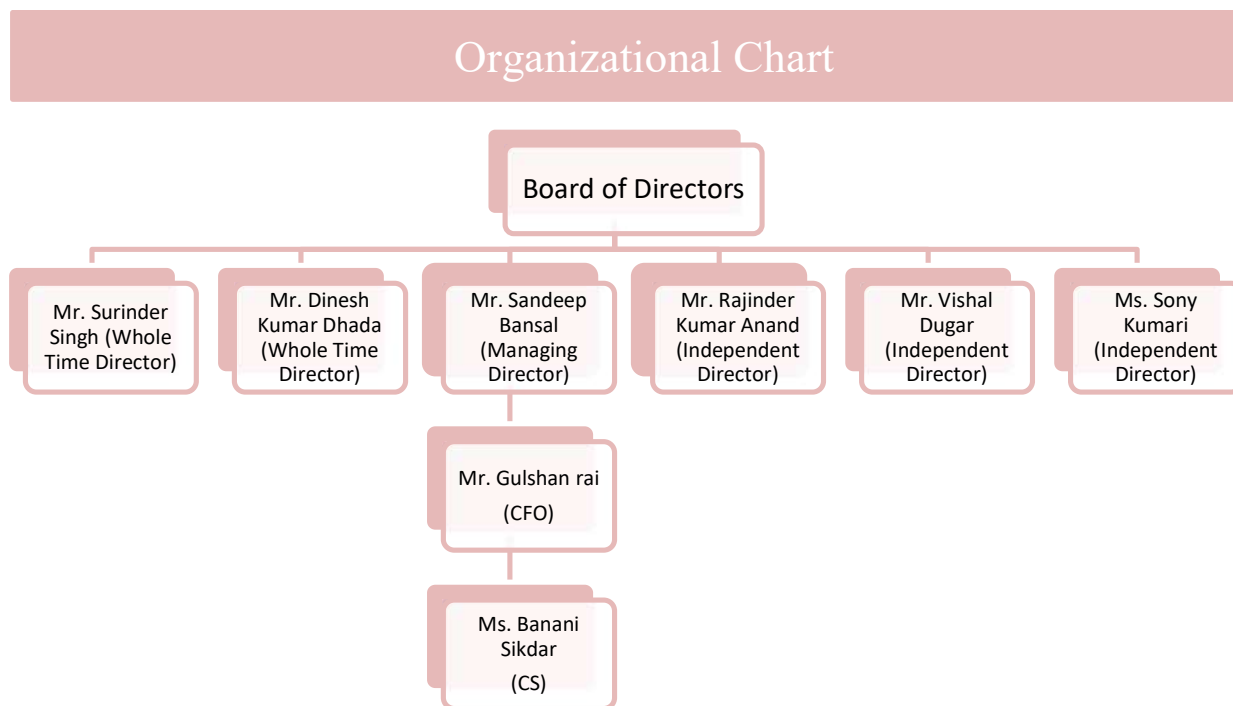 Organizational Chart
Board of Directors
Mr. Surinder
Singh (Whole
Time Director)
Mr. Dinesh
Kumar Dhada
(Whole Time
Director)
Mr. Sandeep
Bansal
(Managing
Director)
Mr. Rajinder
Kumar Anand
(Independent
Director)
Mr. Vishal
Dugar
(Independent
Director)
Ms. Sony
Kumari
(Independent
Director)
Mr. Gulshan rai
(CFO)
Ms. Banani
Sikdar
(CS)